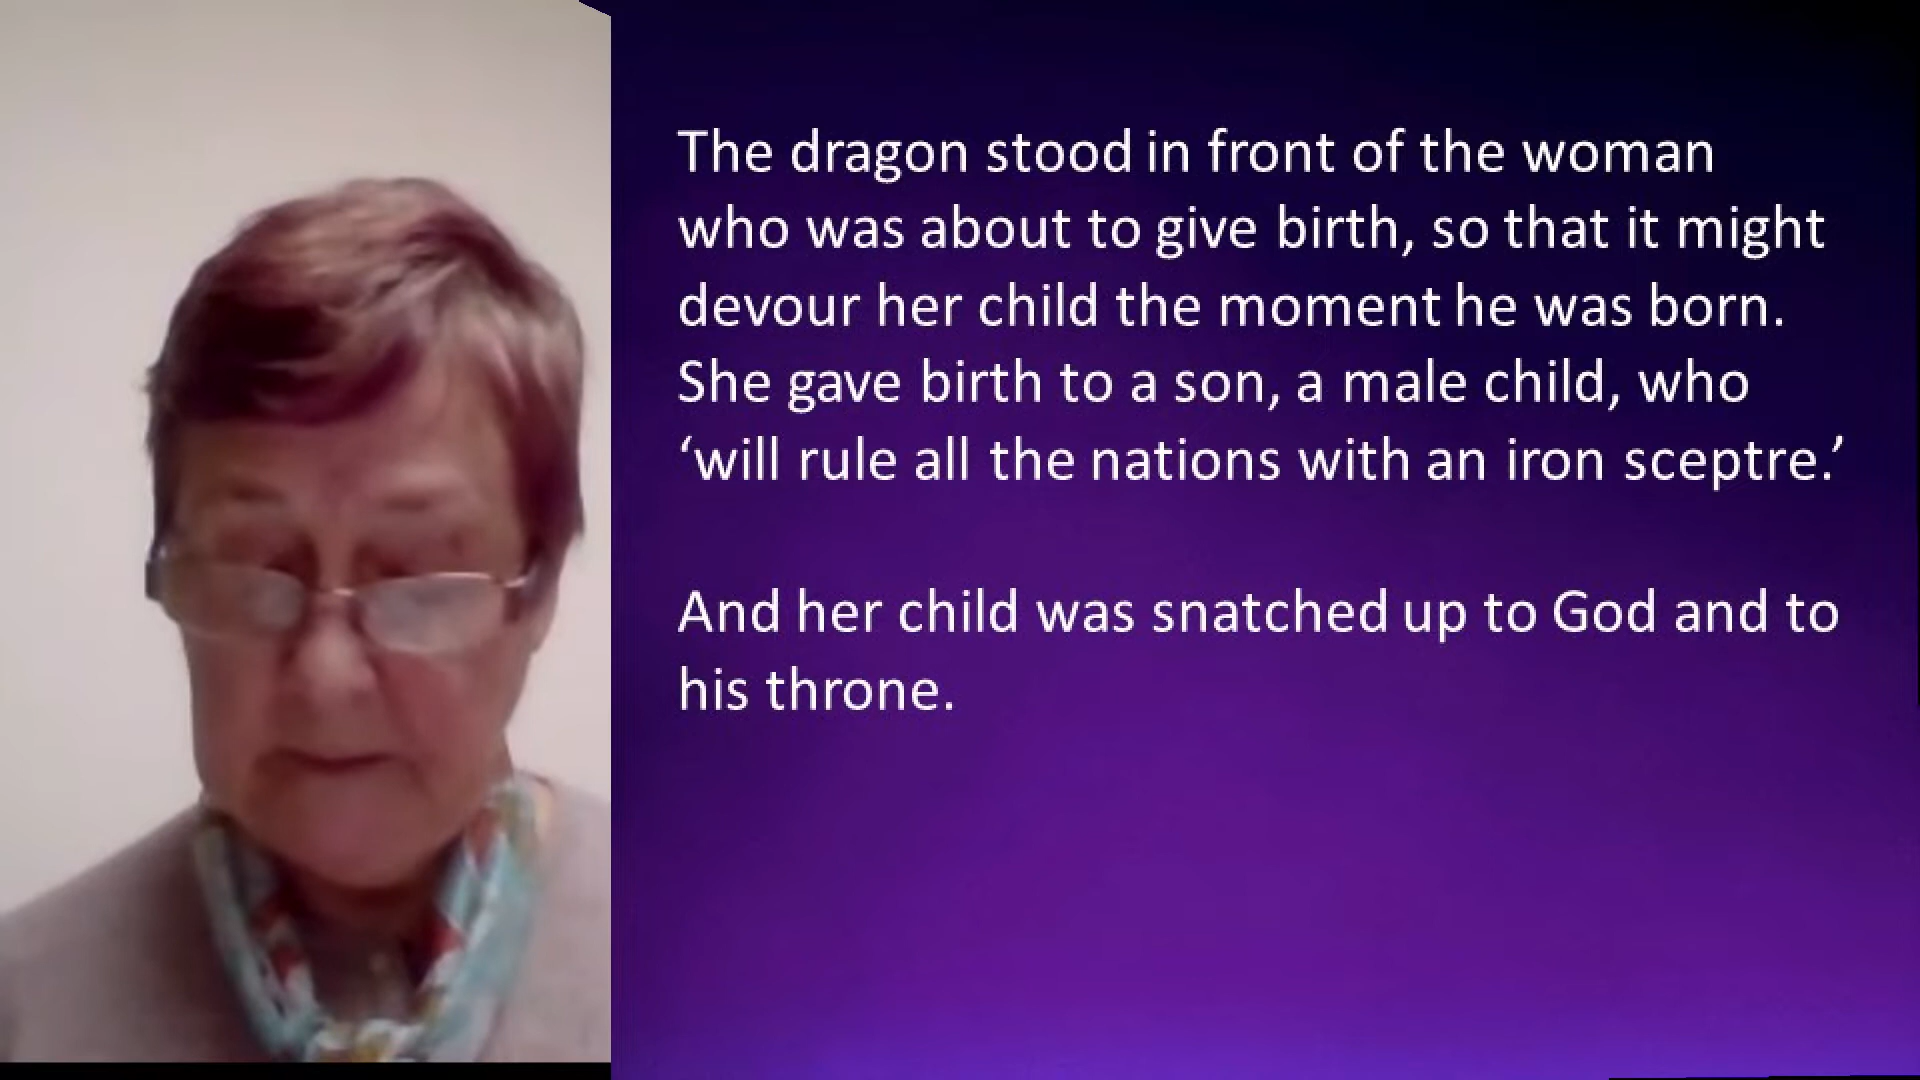 The dragon stood in front of the woman
who was about to give birth, so that it might
devour her child the moment he was born.
She gave birth to a son, a male child, who
‘will rule all the nations with an iron sceptre.’
And her child was snatched up to God and to
his throne.